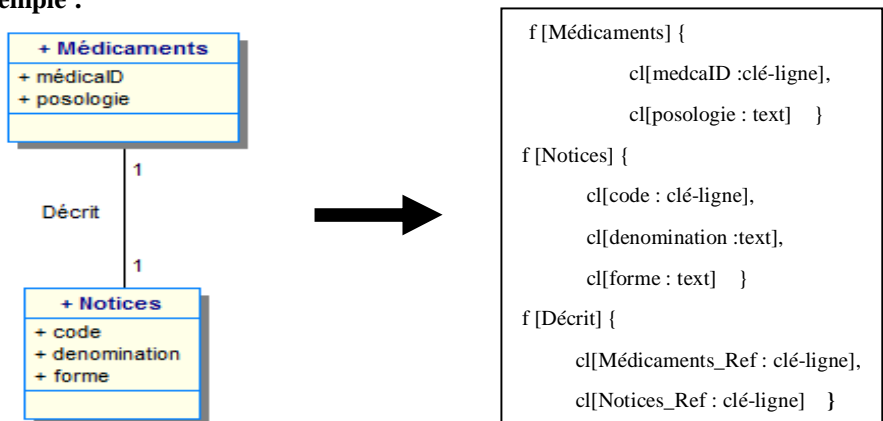 emple :
+ Médicaments
+ médicalD
+ posologie
1
Décrit
1
+ Notices
+ code
+ denomination
+ forme
f [Médicaments] {
cl[medcaID :clé-ligne],
cl[posologie : text] }
f [Notices] {
cl[code : clé-ligne],
cl[denomination :text],
cl[forme : text] }
f [Décrit] {
cl[Médicaments_Ref : clé-ligne],
cl[Notices_Ref : clé-ligne] }